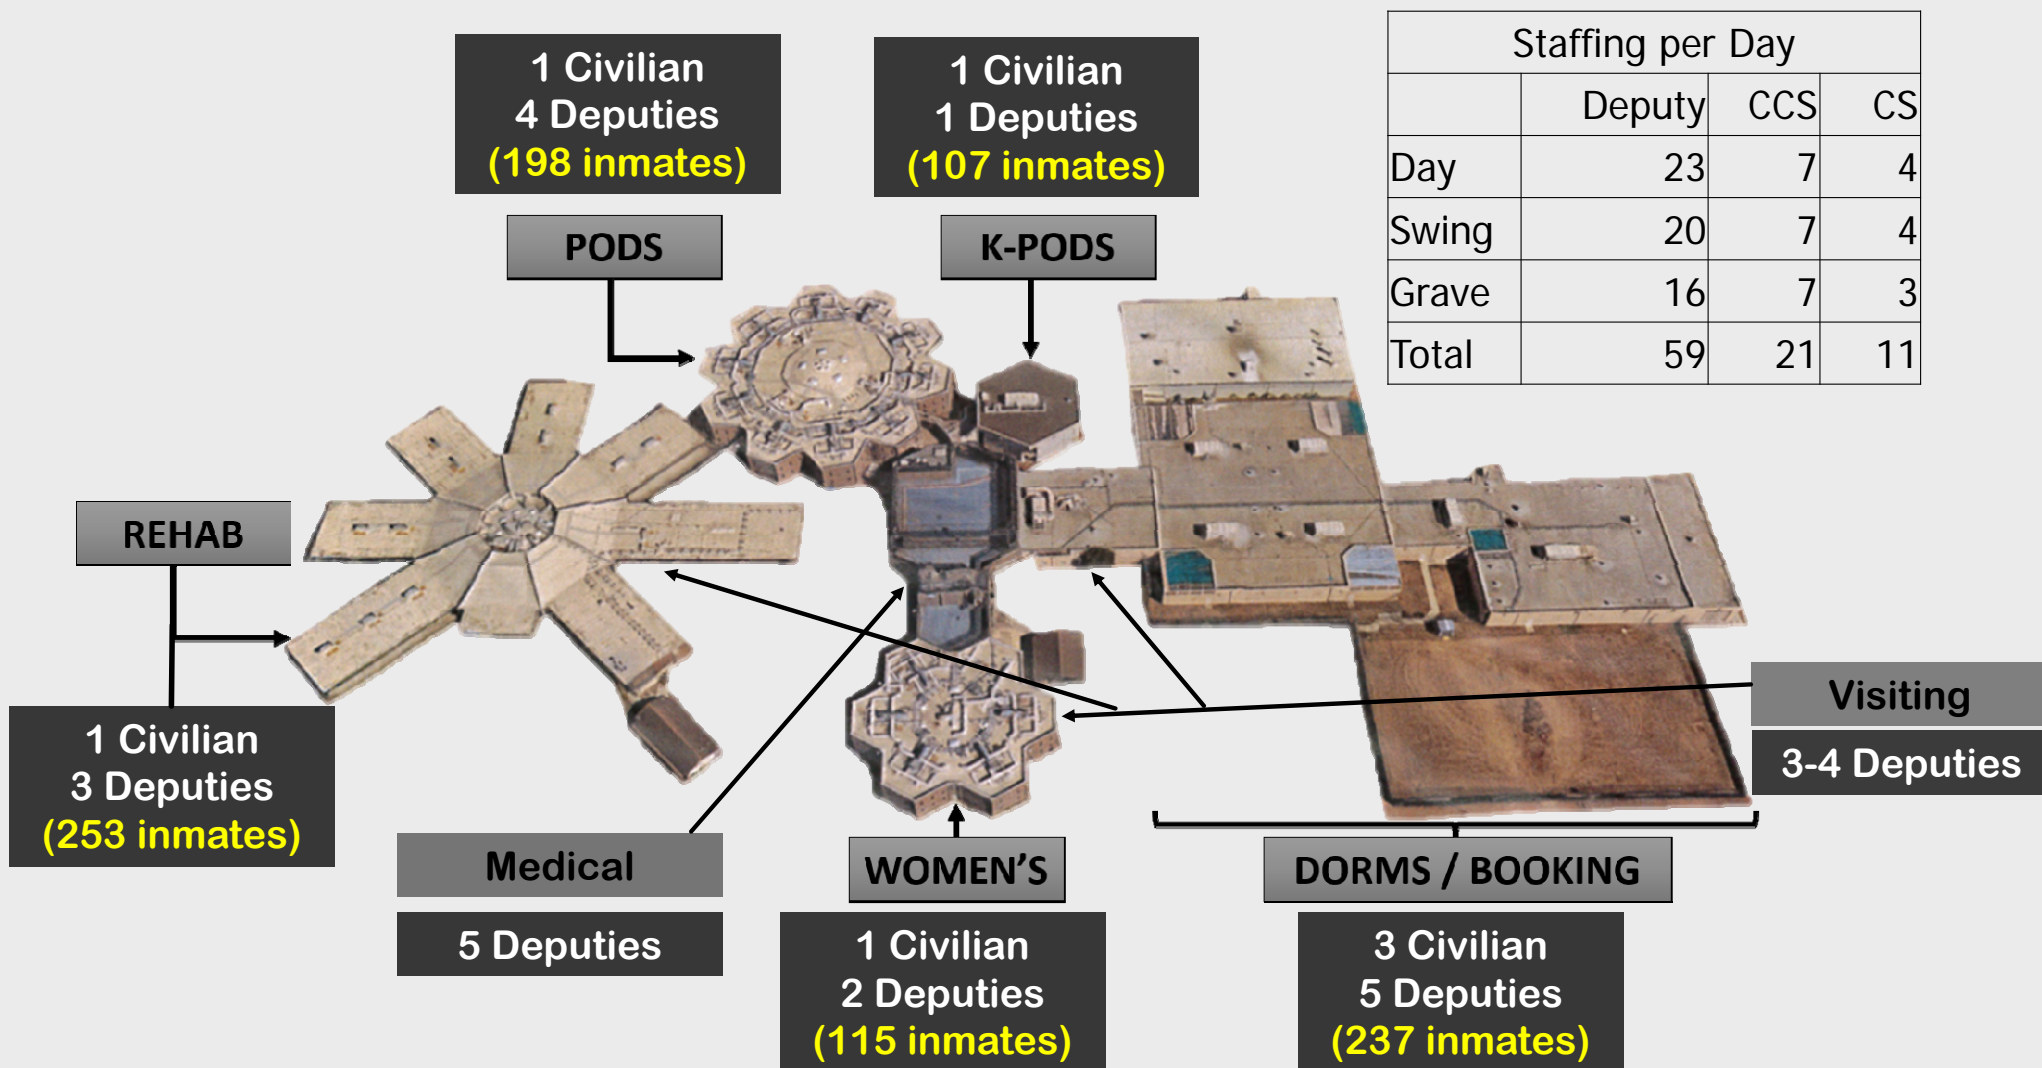 1 Civilian
4 Deputies
(198 inmates)
PODS
1 Civilian
1 Deputies
(107 inmates)
K-PODS
Staffing per Day
Deputy CCS CS
Day 23 7 4
Swing 20 7 4
Grave 16 7 3
Total 59 21 11
REHAB
1 Civilian
3 Deputies
(253 inmates)
Medical
5 Deputies
WOMEN'S
1 Civilian
2 Deputies
(115 inmates)
DORMS / BOOKING
3 Civilian
5 Deputies
(237 inmates)
Visiting
3-4 Deputies